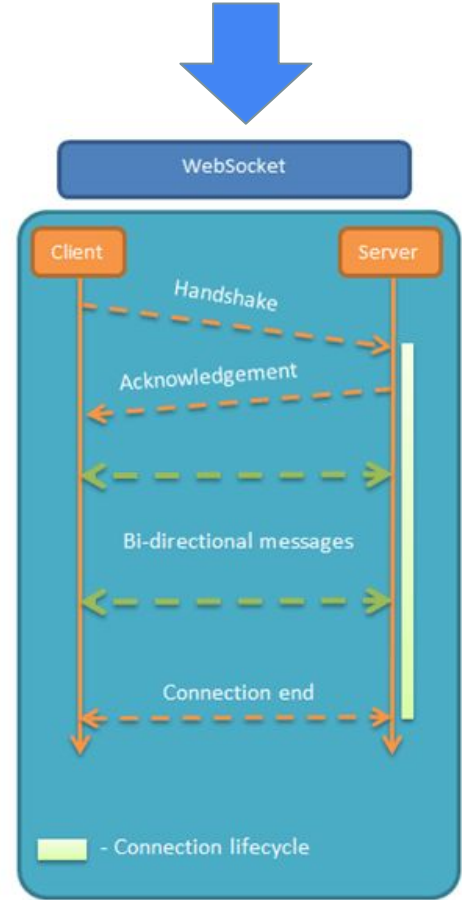 WebSocket
Client
Server
Handshake
Acknowledgement
Bi-directional messages
Connection end
- Connection lifecycle